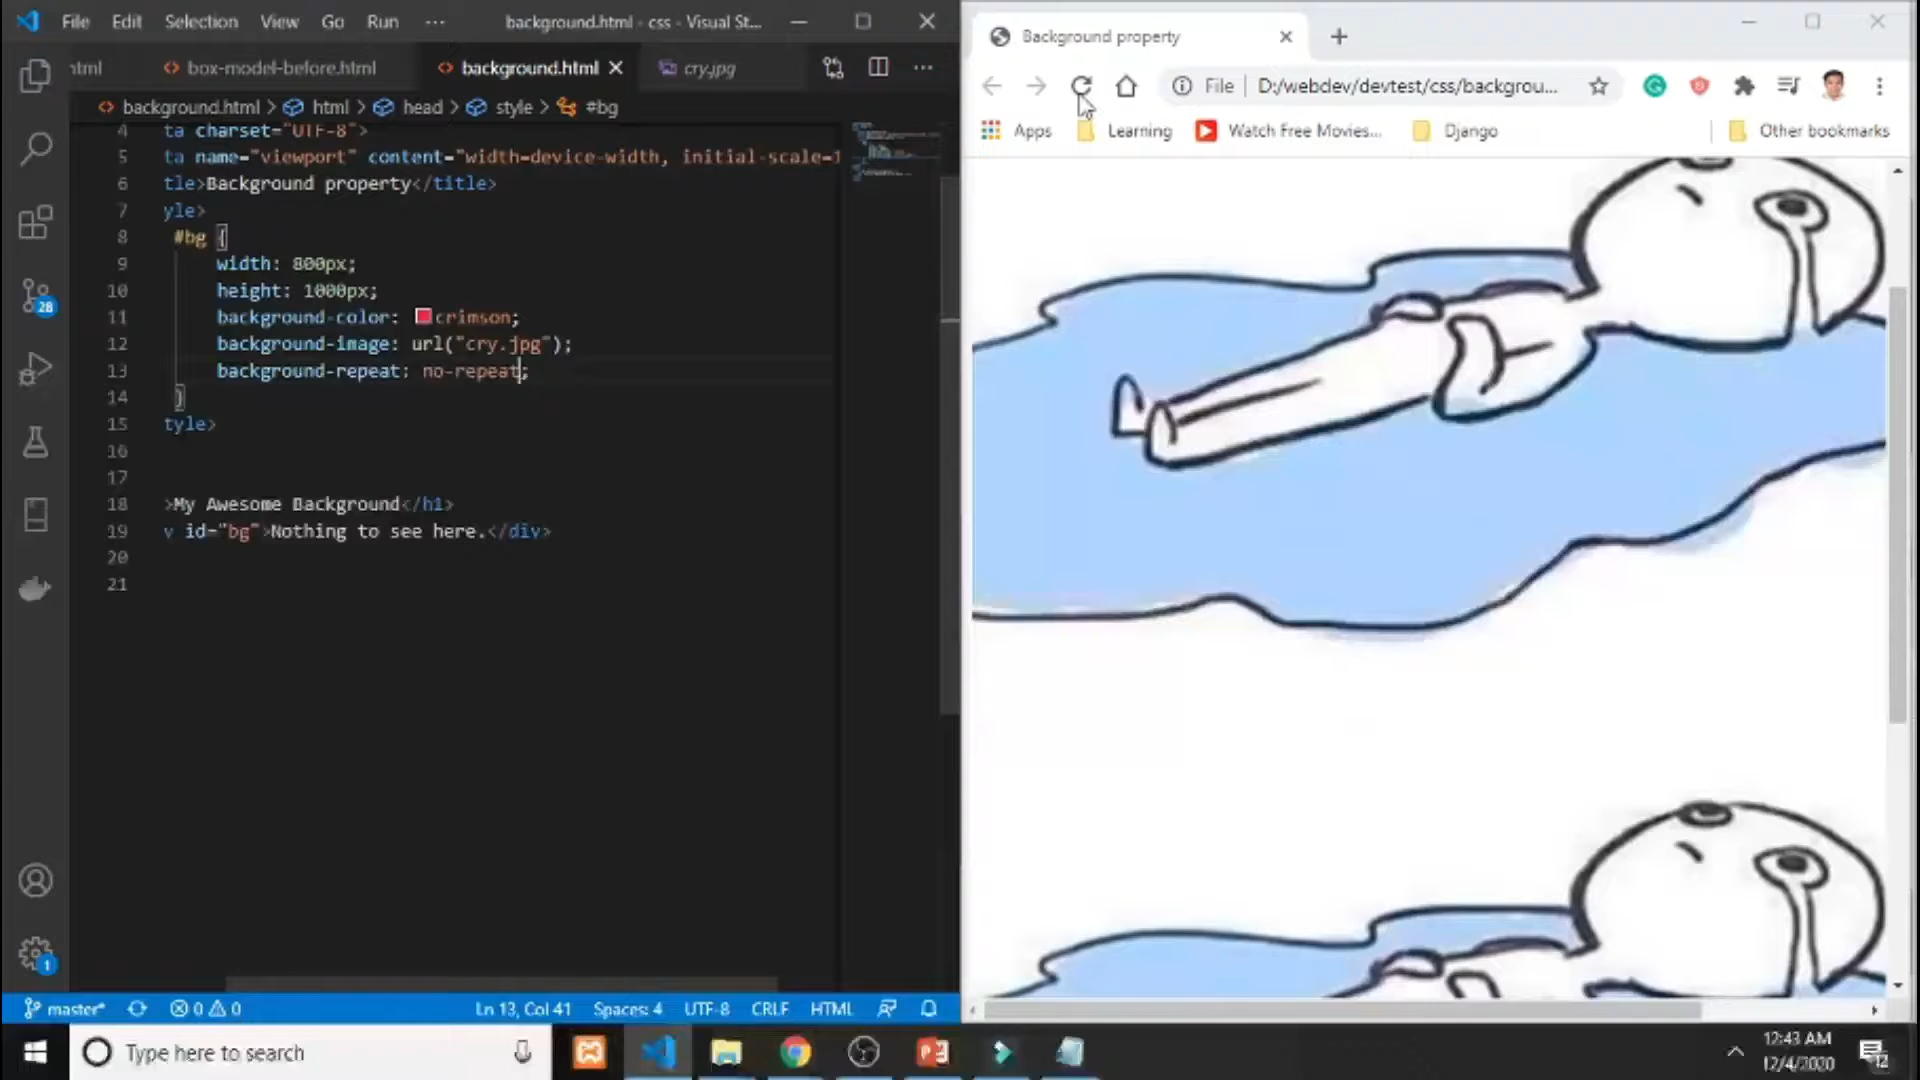 File Edit Selection View Go Run ··· background.html - css - Visual St...
html box-model-before.html background.html cry.jpg ···
background.html > html > head > style > #bg
4 ta charset="UTF-8">
5 ta name="viewport" content="width=device-width, initial-scale=1
6 tle>Background property</title>
7 yle>
8 #bg {
9 width: 800px;
10 height: 1000px;
11 background-color: crimson;
12 background-image: url("cry.jpg");
13 background-repeat: no-repeat;
14 }
15 tyle>
16
17
18 >My Awesome Background</h1>
19 v id="bg">Nothing to see here.</div>
20
21
28
1
master* 0 0 Ln 13, Col 41 Spaces: 4 UTF-8 CRLF HTML
Background property
File D:/webdev/devtest/css/backgrou...
Apps Learning Watch Free Movies... Django Other bookmarks
Type here to search
12:43 AM
12/4/2020
12